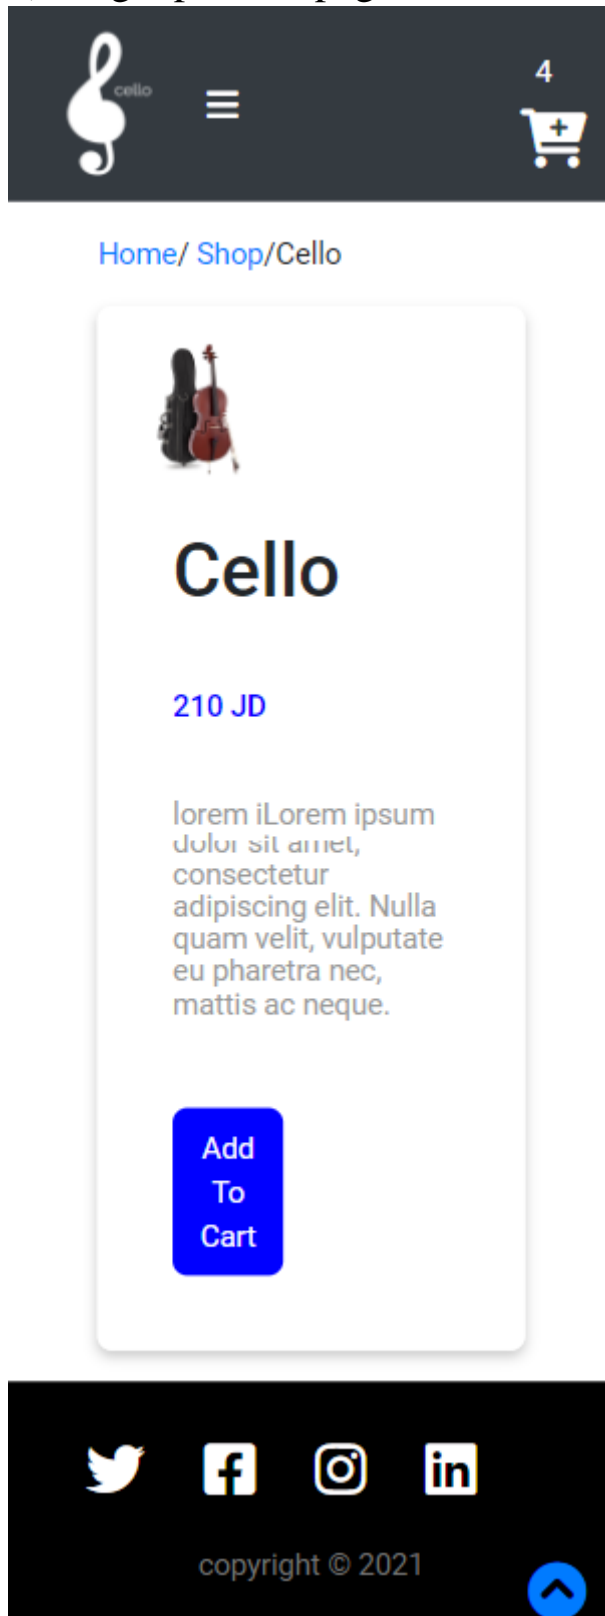 cello
4
Home/ Shop/Cello
Cello
210 JD
lorem iLorem ipsum
dolor sit amet,
consectetur
adipiscing elit. Nulla
quam velit, vulputate
eu pharetra nec,
mattis ac neque.
Add
To
Cart
in
copyright © 2021